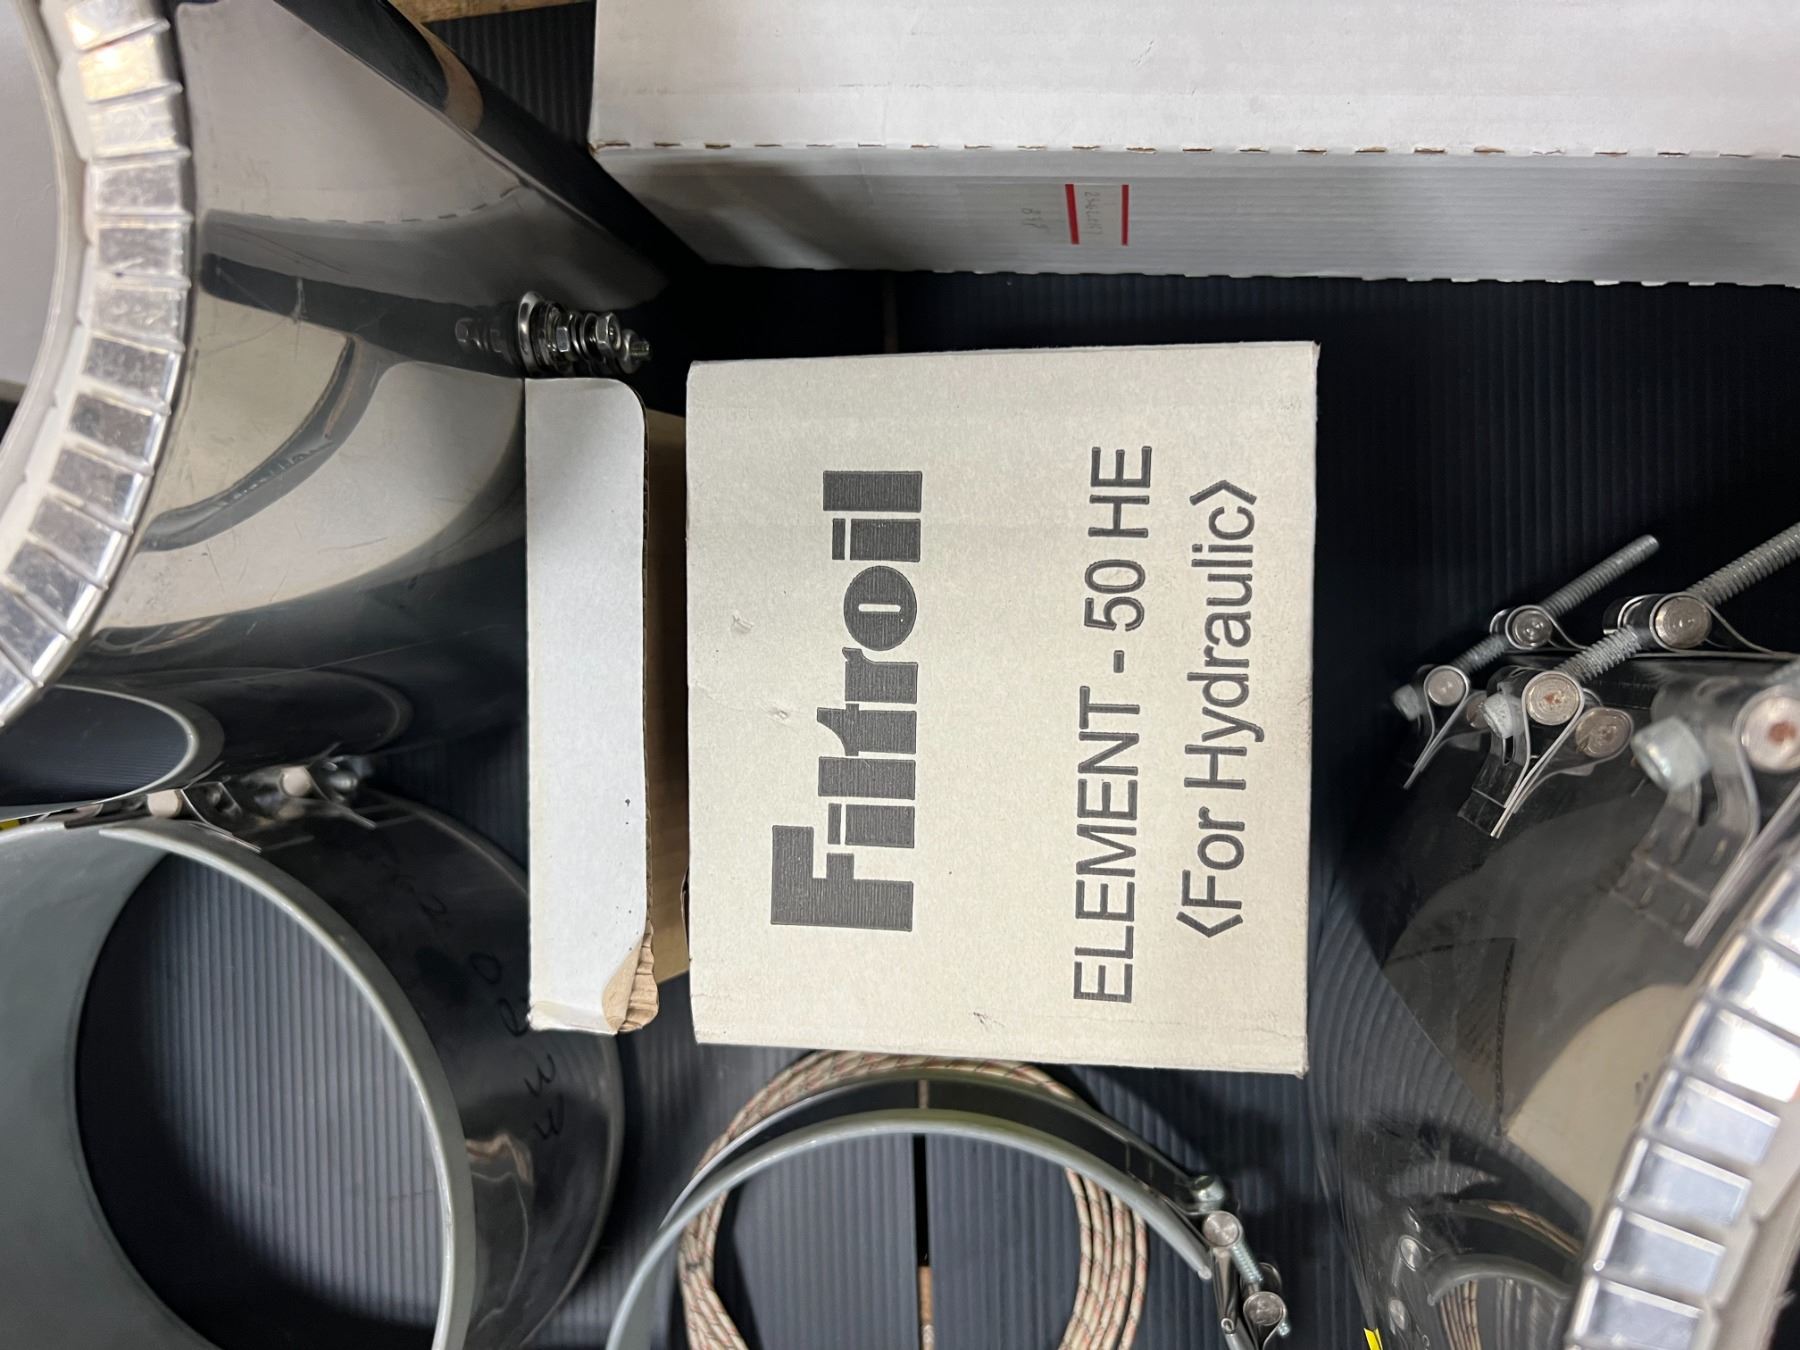 Filtroil
ELEMENT - 50 HE
<For Hydraulic>